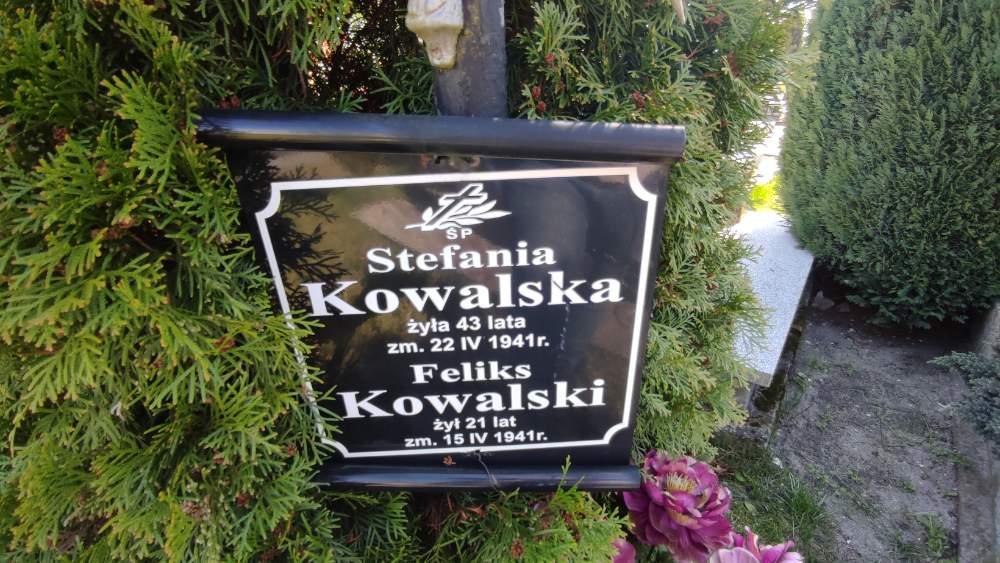 ŚP
Stefania
Kowalska
żyła 43 lata
zm. 22 IV 1941r.
Feliks
Kowalski
żył 21 lat
zm. 15 IV 1941r.